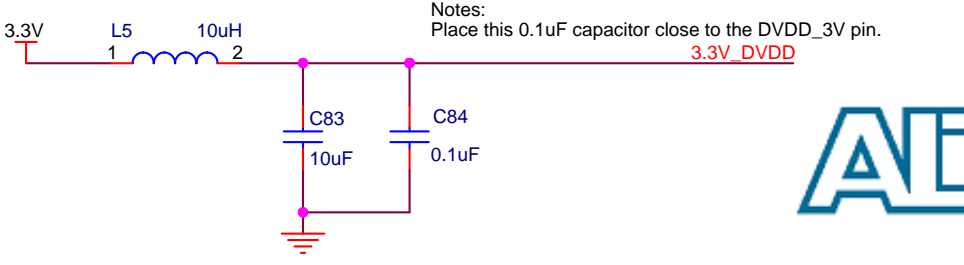 Notes:
3.3V L5 10uH Place this 0.1uF capacitor close to the DVDD_3V pin.
1 2 3.3V_DVDD
C83 C84
10uF 0.1uF